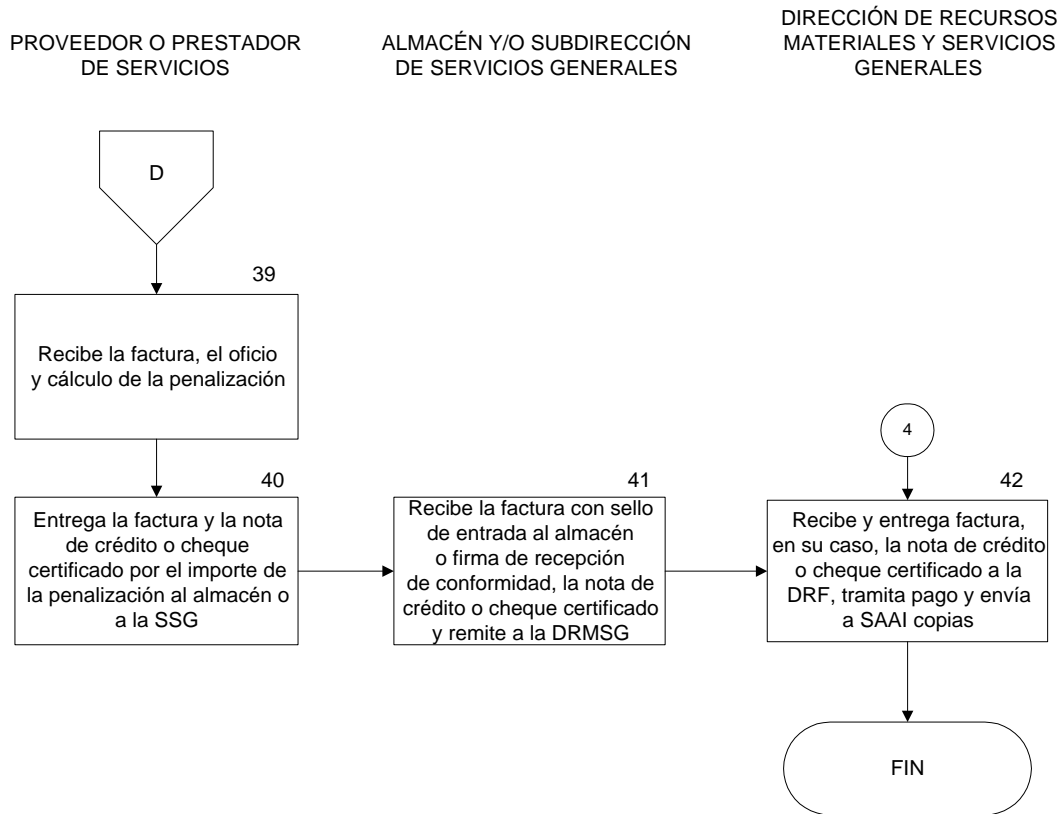 PROVEEDOR O PRESTADOR
DE SERVICIOS
ALMACÉN Y/O SUBDIRECCIÓN
DE SERVICIOS GENERALES
DIRECCIÓN DE RECURSOS
MATERIALES Y SERVICIOS
GENERALES
D
39
Recibe la factura, el oficio
y cálculo de la penalización
40
Entrega la factura y la nota
de crédito o cheque
certificado por el importe de
la penalización al almacén o
a la SSG
41
Recibe la factura con sello
de entrada al almacén
o firma de recepción
de conformidad, la nota de
crédito o cheque certificado
y remite a la DRMSG
4
42
Recibe y entrega factura,
en su caso, la nota de crédito
o cheque certificado a la
DRF, tramita pago y envía
a SAAI copias
FIN